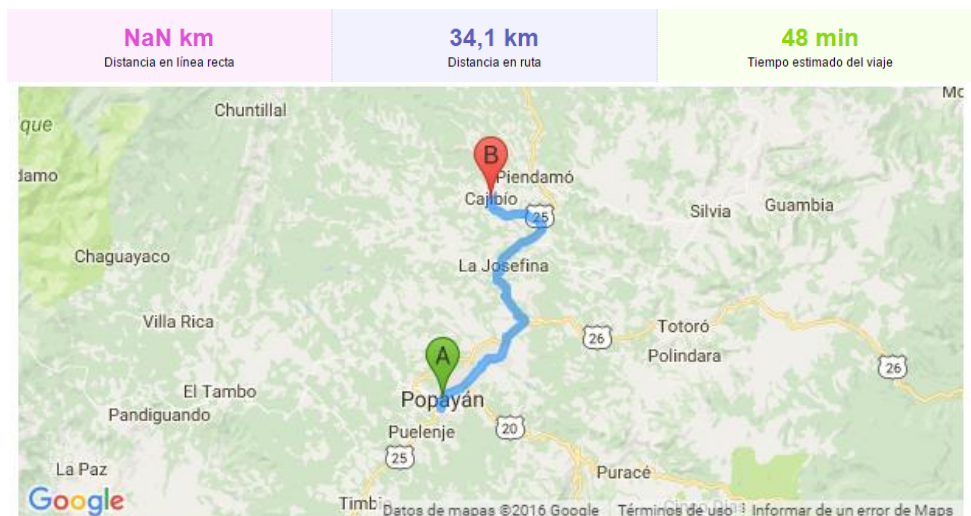 NaN km
Distancia en línea recta
34,1 km
Distancia en ruta
48 min
Tiempo estimado del viaje
Mo
Chuntillal
que
B
damo
Piendamó
Cajibío
25
Silvia
Guambia
Chaguayaco
La Josefina
Villa Rica
Totoró
26
Polindara
A
26
El Tambo
Popayán
Pandiguando
20
Puelenje
25
La Paz
Puracé
Google
Timbi
Datos de mapas ©2016 Google
Términos de uso
Informar de un error de Maps